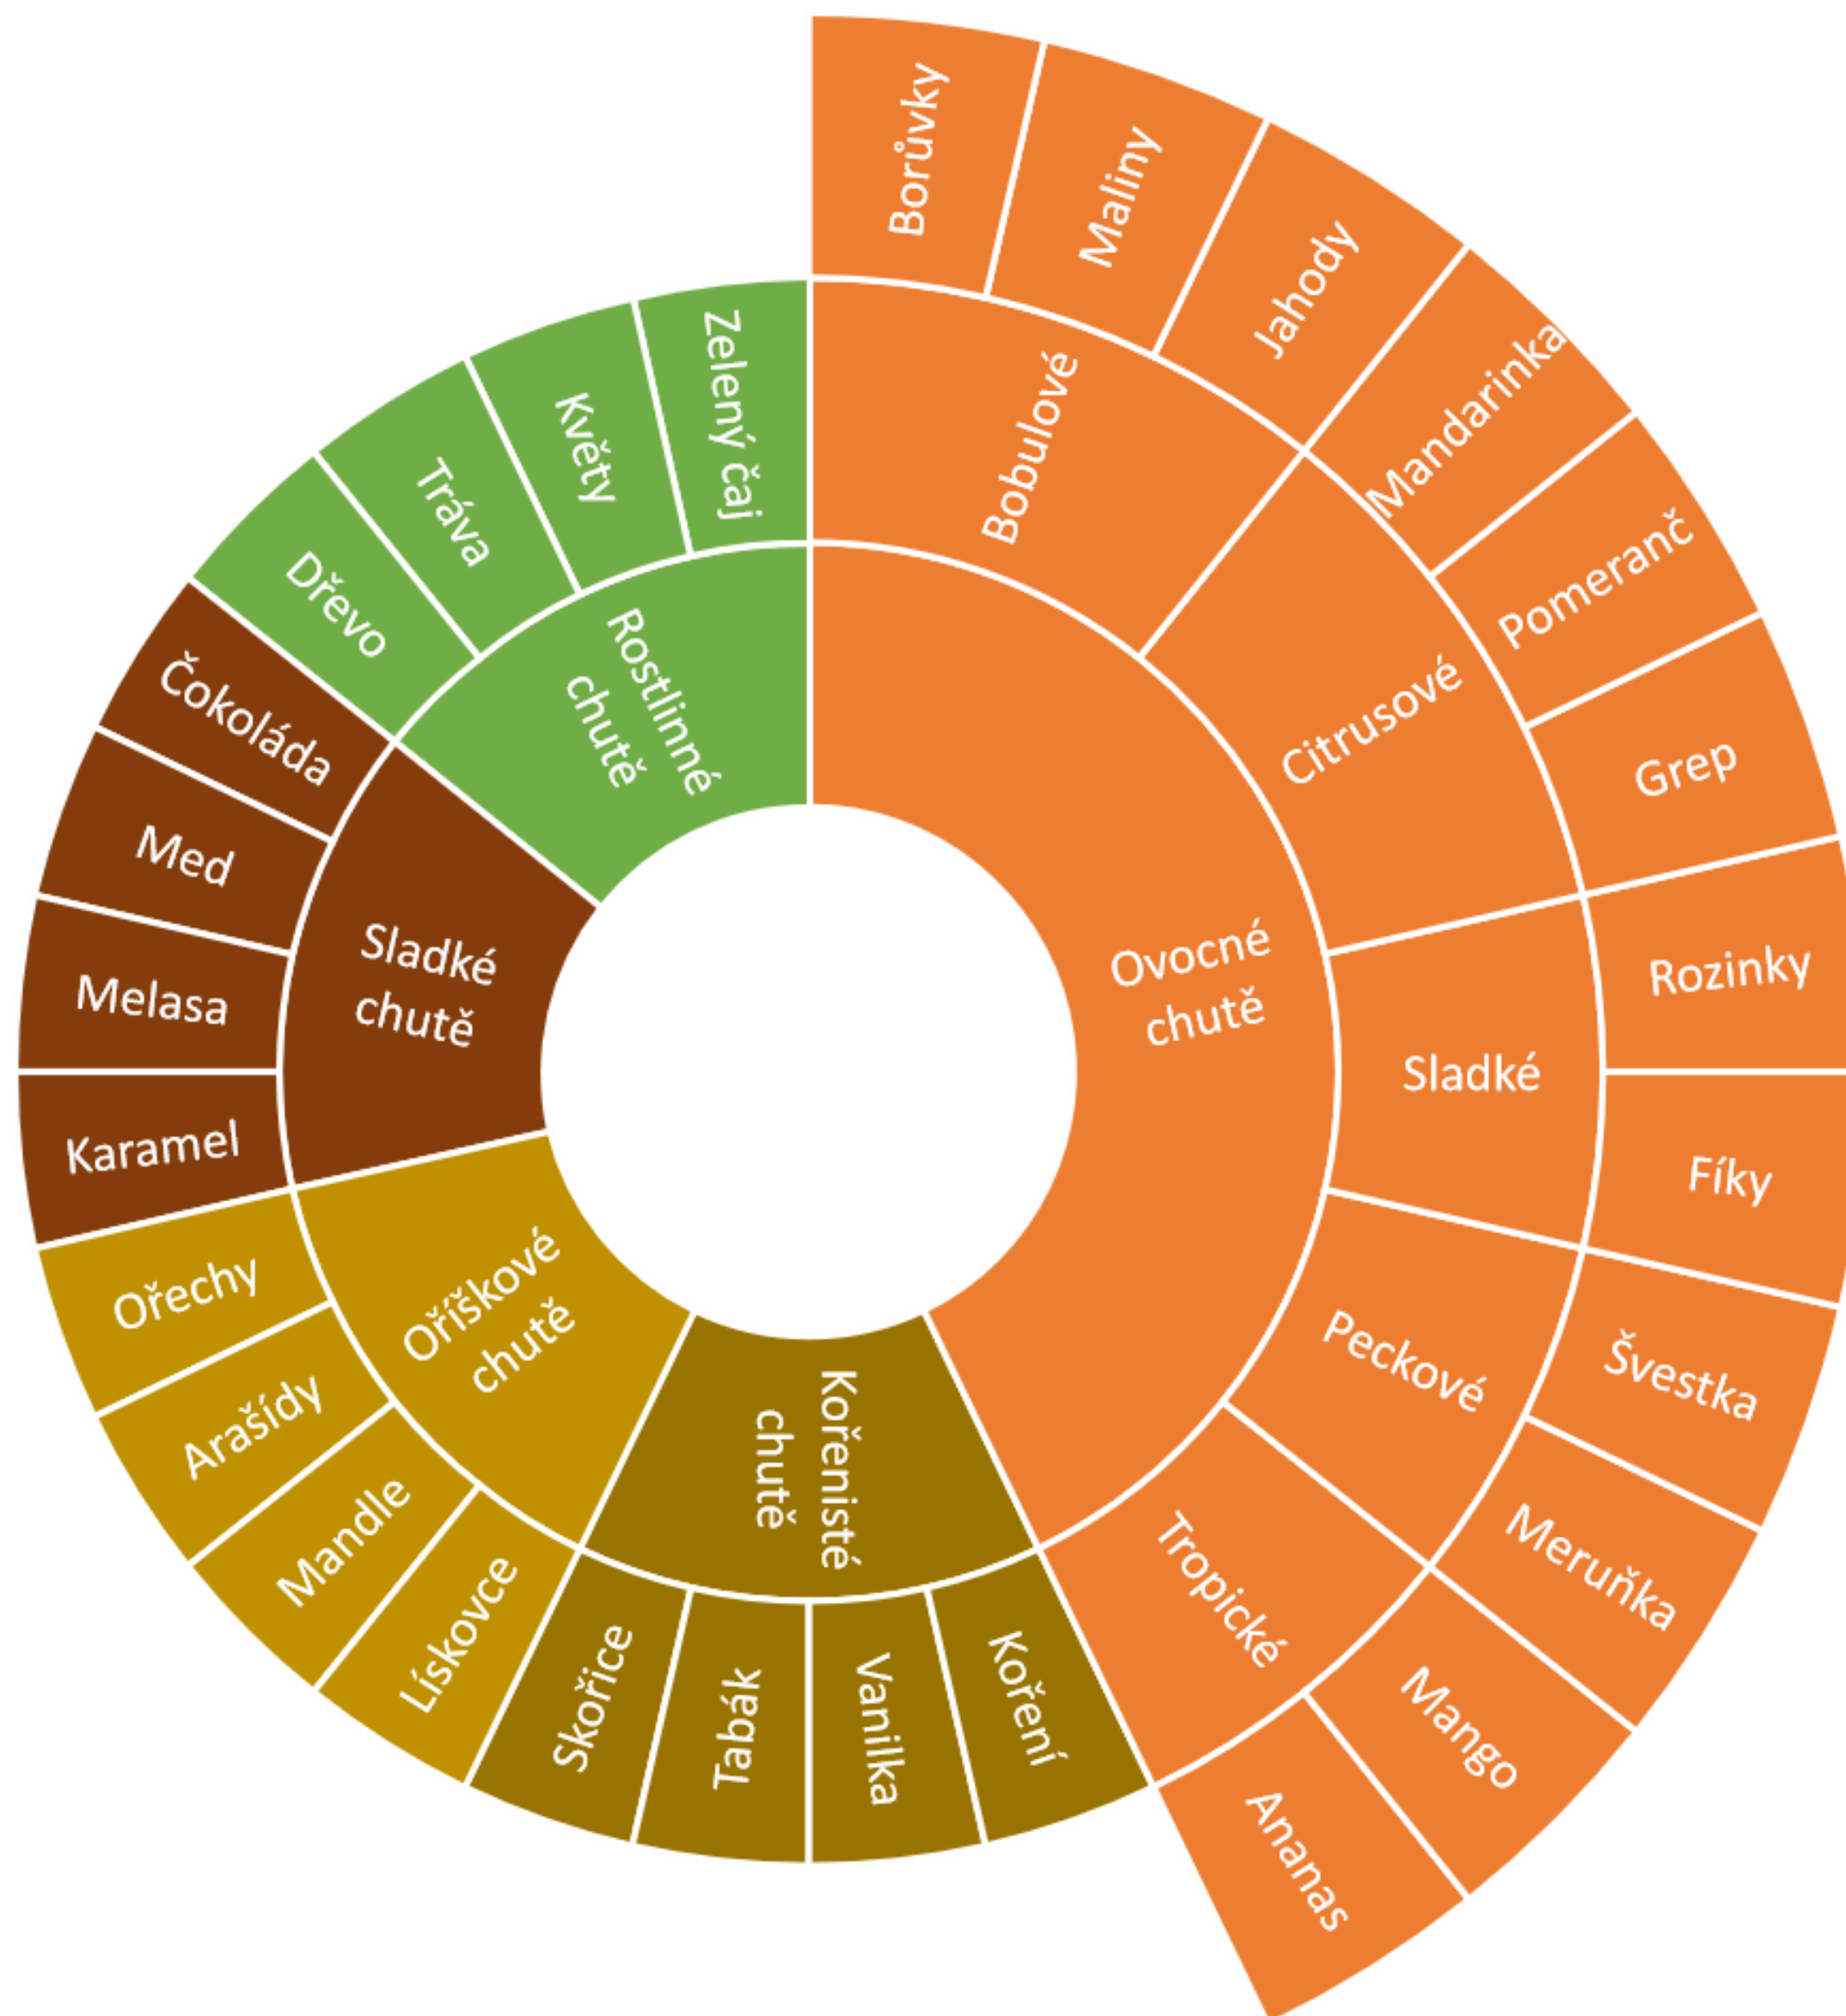 Ovocné
chutě
Bobulové
Borůvky
Maliny
Jahody
Citrusové
Mandarinka
Pomeranč
Grep
Sladké
Rozinky
Fíky
Peckové
Švestka
Meruňka
Tropické
Mango
Ananas
Kořenisté
chutě
Koření
Vanilka
Tabák
Skořice
Oříškové
chutě
Lískovce
Mandle
Arašídy
Ořechy
Sladké
chutě
Karamel
Melasa
Med
Čokoláda
Rostlinné
chutě
Dřevo
Tráva
Květy
Zelený čaj